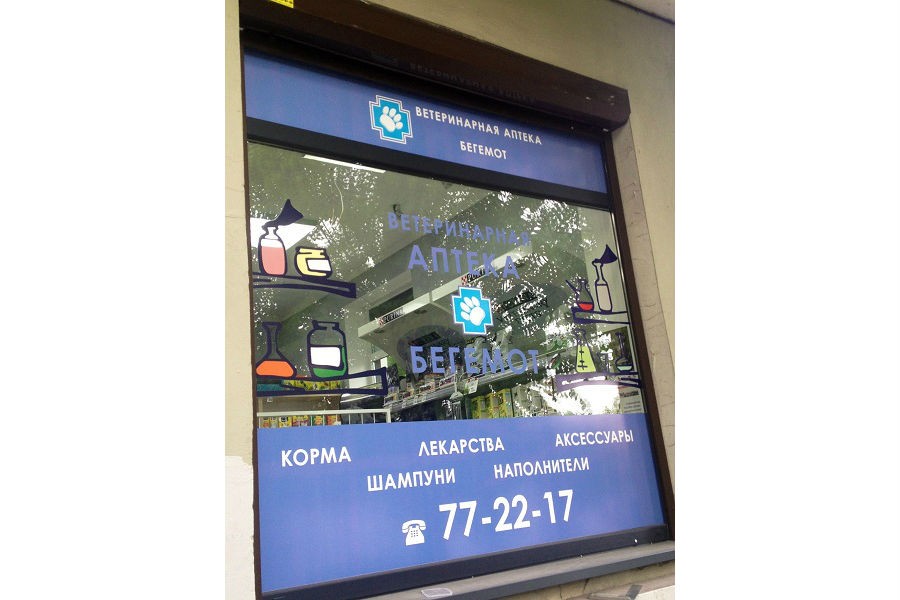 ВЕТЕРИНАРНАЯ АПТЕКА
БЕГЕМОТ
ВЕТЕРИНАРНАЯ
АПТЕКА
БЕГЕМОТ
КОРМА ЛЕКАРСТВА АКСЕССУАРЫ
ШАМПУНИ НАПОЛНИТЕЛИ
77-22-17